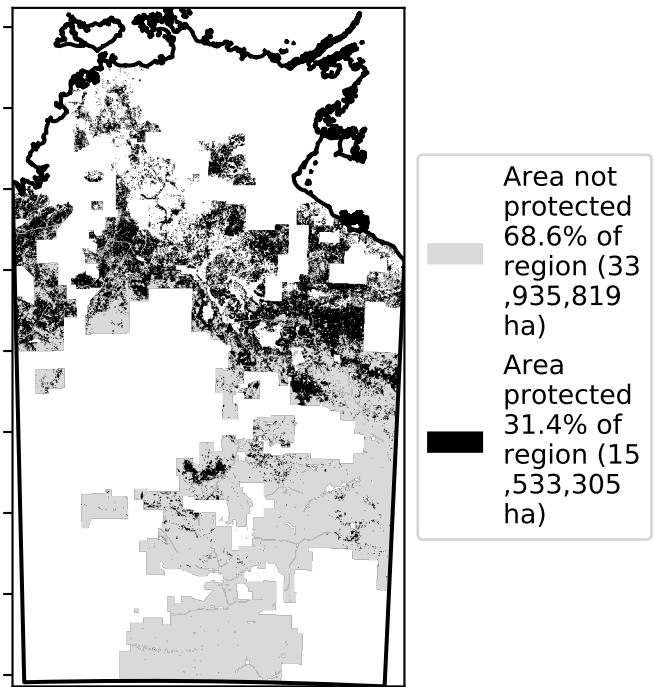 Area not
protected
68.6% of
region (33
,935,819
ha)
Area
protected
31.4% of
region (15
,533,305
ha)